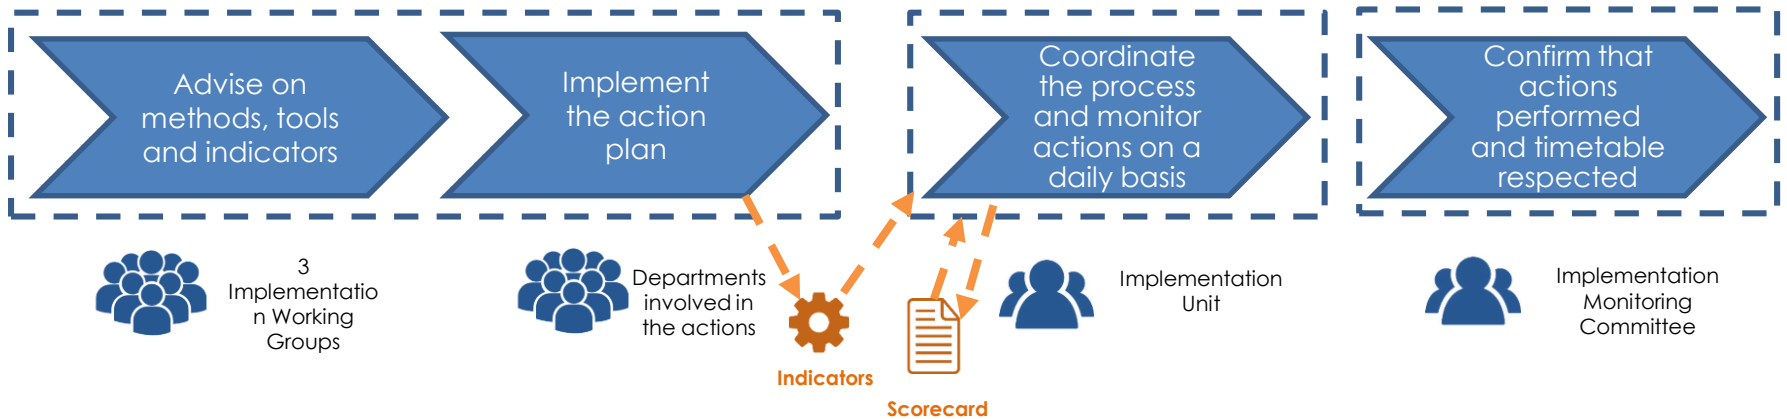 Advise on
methods, tools
and indicators
Implement
the action
plan
Coordinate
the process
and monitor
actions on a
daily basis
Confirm that
actions
performed
and timetable
respected
3
Implementatio
n Working
Groups
Departments
involved in
the actions
Indicators
Scorecard
Implementation
Unit
Implementation
Monitoring
Committee